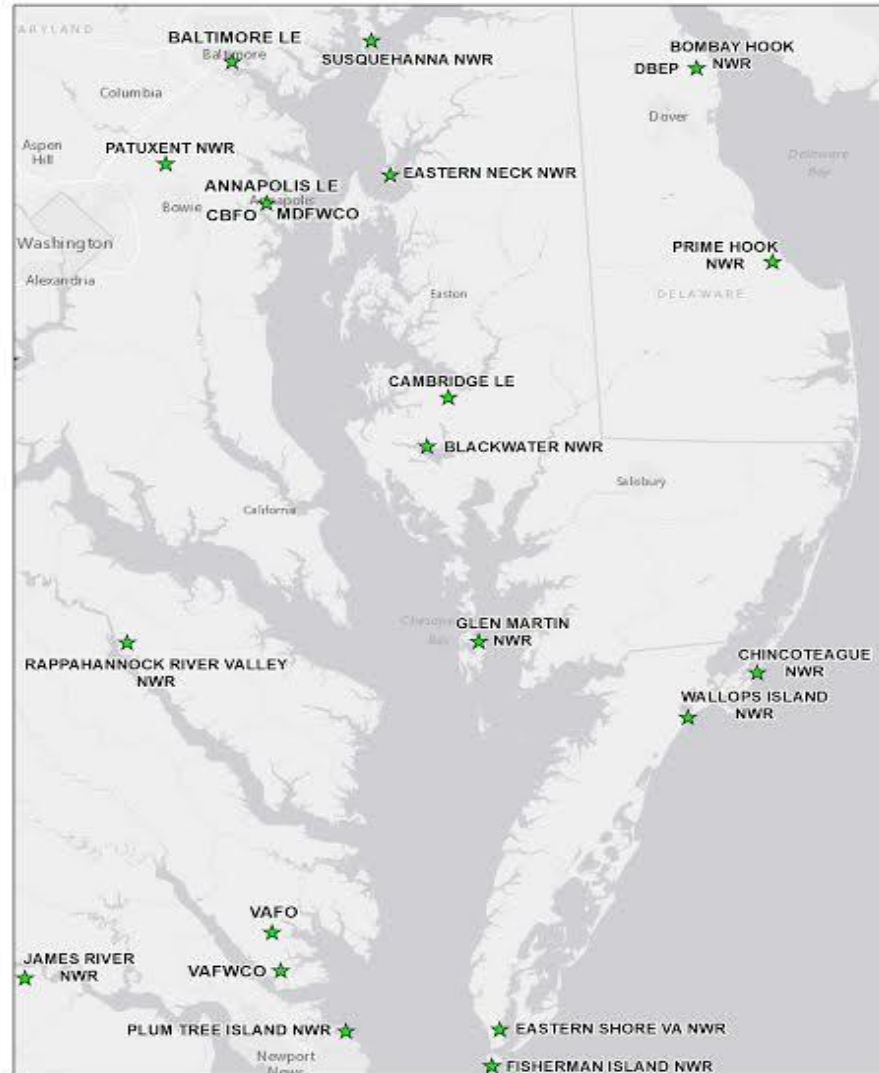 ARYLAND
BALTIMORE LE
Baltimore
SUSQUEHANNA NWR
BOMBAY HOOK
NWR
DBEP
Columbia
Dover
Aspen
Hill
PATUXENT NWR
Delaware
Bay
EASTERN NECK NWR
ANNAPOLIS LE
Annapolis
Bowie
CBFO
MDFWCO
Washington
PRIME HOOK
NWR
Alexandria
Easton
DELAWARE
CAMBRIDGE LE
BLACKWATER NWR
Salisbury
California
Chesapeake
Bay
GLEN MARTIN
NWR
RAPPAHANNOCK RIVER VALLEY
NWR
CHINCOTEAGUE
NWR
WALLOPS ISLAND
NWR
VAFO
JAMES RIVER
NWR
VAFWCO
PLUM TREE ISLAND NWR
EASTERN SHORE VA NWR
Newport
News
FISHERMAN ISLAND NWR